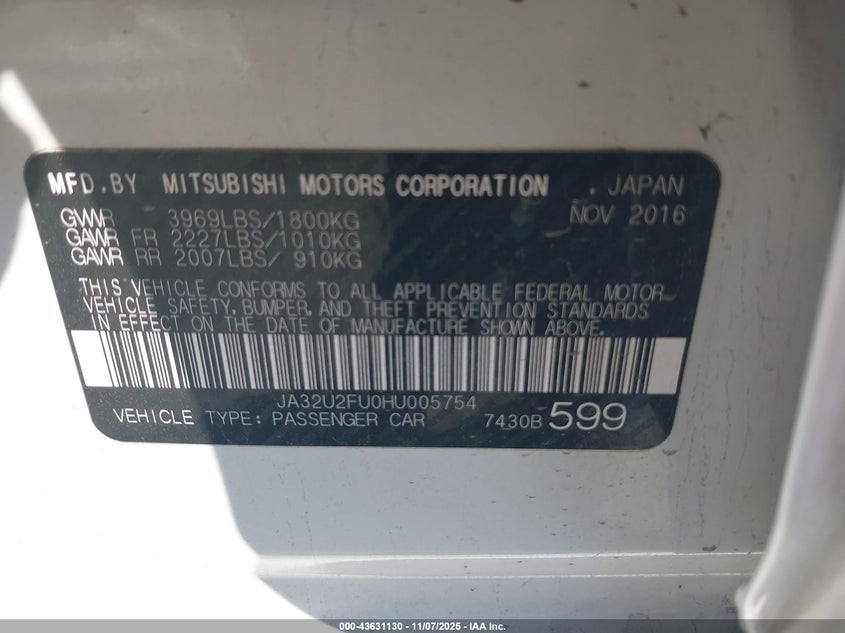 MFD.BY MITSUBISHI MOTORS CORPORATION . JAPAN
GVWR 3969LBS/1800KG NOV 2016
GAWR FR 2227LBS/1010KG
GAWR RR 2007LBS/ 910KG
THIS VEHICLE CONFORMS TO ALL APPLICABLE FEDERAL MOTOR
VEHICLE SAFETY, BUMPER, AND THEFT PREVENTION STANDARDS
IN EFFECT ON THE DATE OF MANUFACTURE SHOWN ABOVE.
JA32U2FU0HU005754
VEHICLE TYPE: PASSENGER CAR 7430B 599
000-43631130 - 11/07/2025 - IAA Inc.